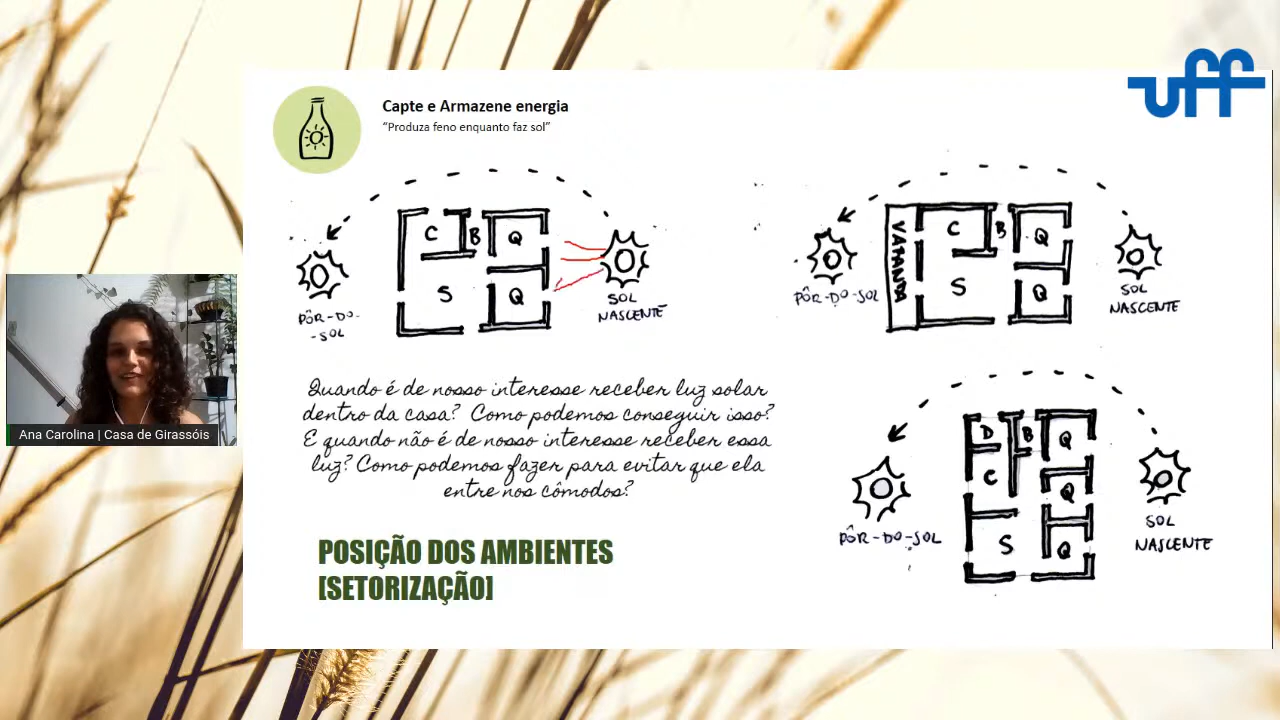 uff
Capte e Armazene energia
“Produza feno enquanto faz sol”
C
B
Q
S
Q
PÔR-DO-
-SOL
SOL
NASCENTE
VARANDA
C
B
Q
S
Q
PÔR-DO-SOL
SOL
NASCENTE
Quando é de nosso interesse receber luz solar
dentro da casa? Como podemos conseguir isso?
E quando não é de nosso interesse receber essa
luz? Como podemos fazer para evitar que ela
entre nos cômodos?
D
B
Q
C
Q
S
Q
PÔR-DO-SOL
SOL
NASCENTE
Ana Carolina | Casa de Girassóis
POSIÇÃO DOS AMBIENTES
[SETORIZAÇÃO]